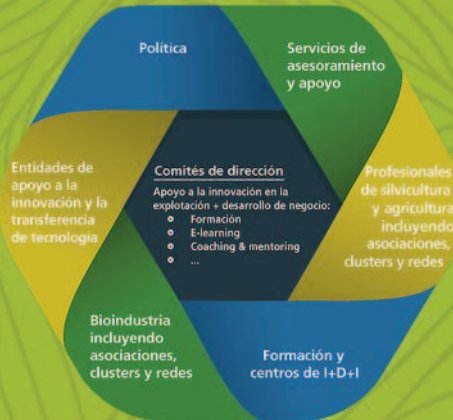 Política
Servicios de
asesoramiento
y apoyo
Entidades de
apoyo a la
innovación y la
transferencia
de tecnología
Comités de dirección
Apoyo a la innovación en la
explotación + desarrollo de negocio:
Formación
E-learning
Coaching & mentoring
...
Profesionales
de silvicultura
y agricultura
incluyendo
asociaciones,
clusters y redes
Bioindustria
incluyendo
asociaciones,
clusters y redes
Formación y
centros de I+D+I